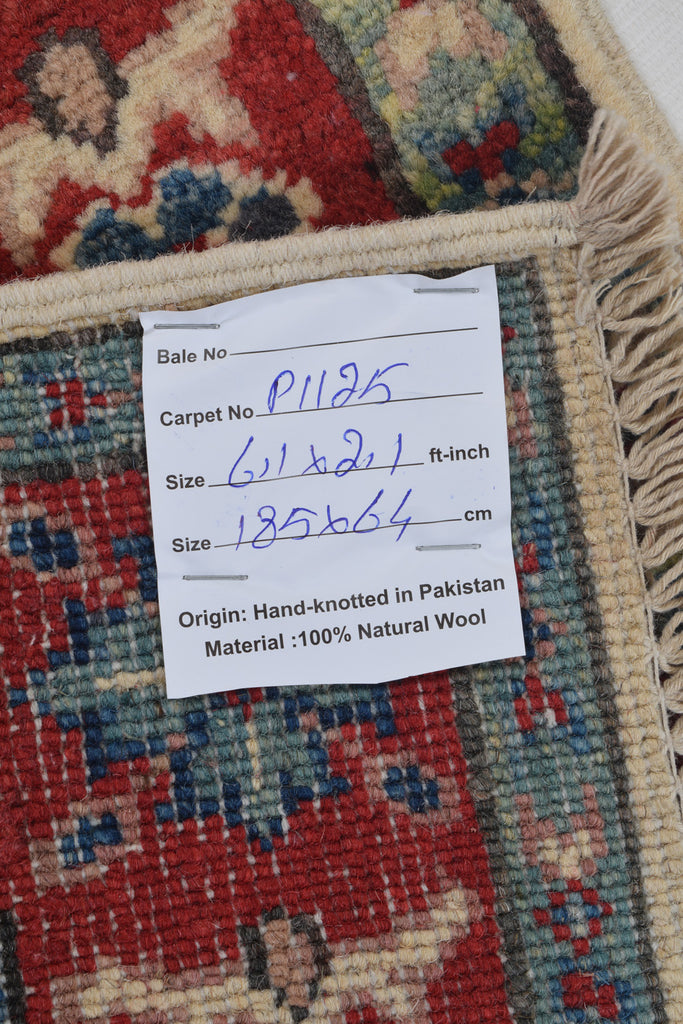 Bale No
Carpet No P1125
Size 6,1 x 2,1 ft-inch
Size 185x64 cm
Origin: Hand-knotted in Pakistan
Material :100% Natural Wool